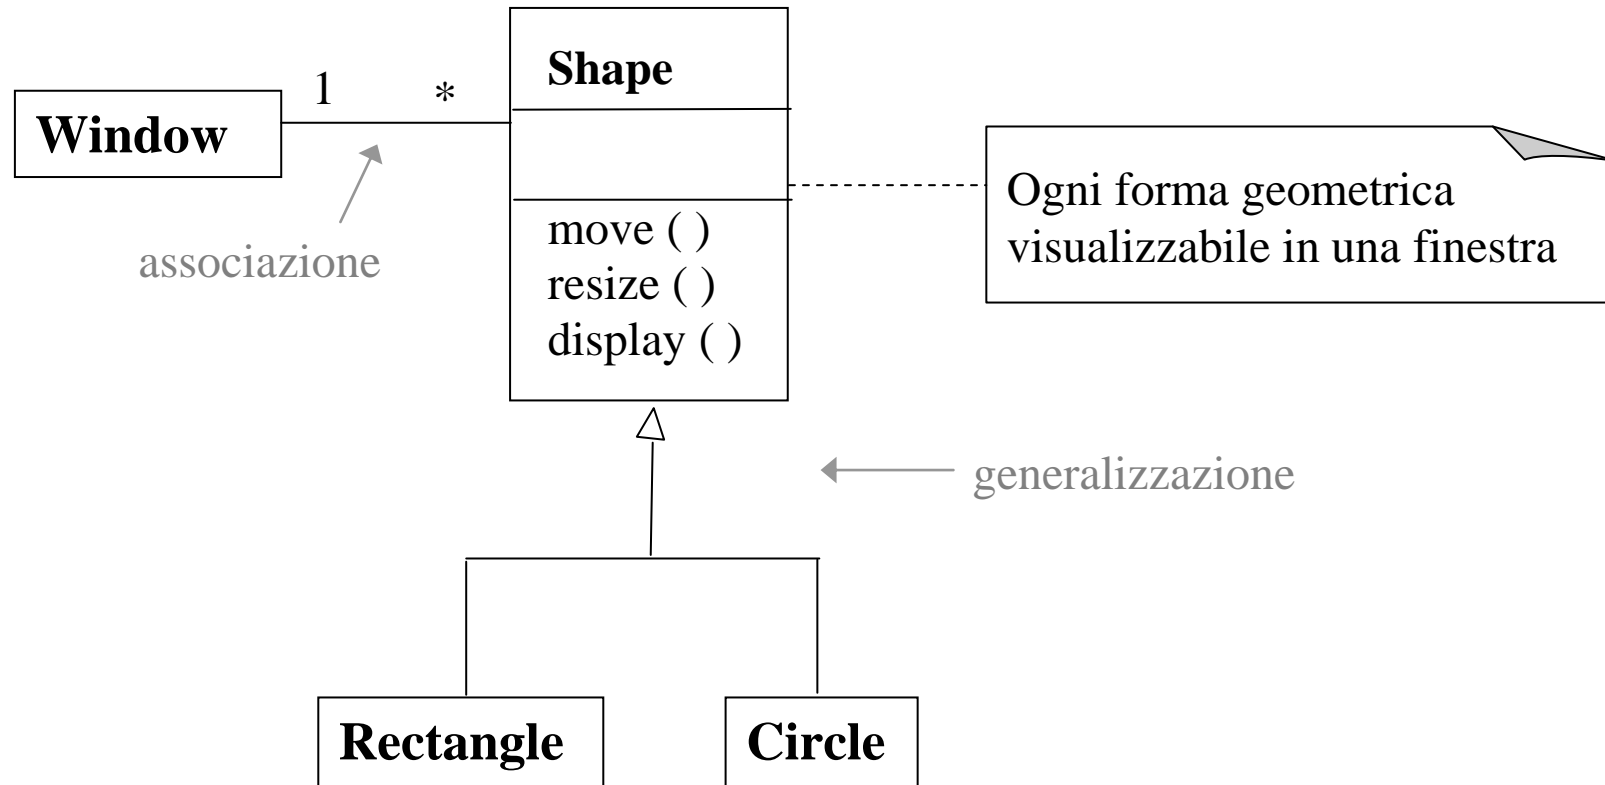 Shape
1 *
Window
Ogni forma geometrica
visualizzabile in una finestra
move ( )
resize ( )
display ( )
associazione
generalizzazione
Rectangle
Circle